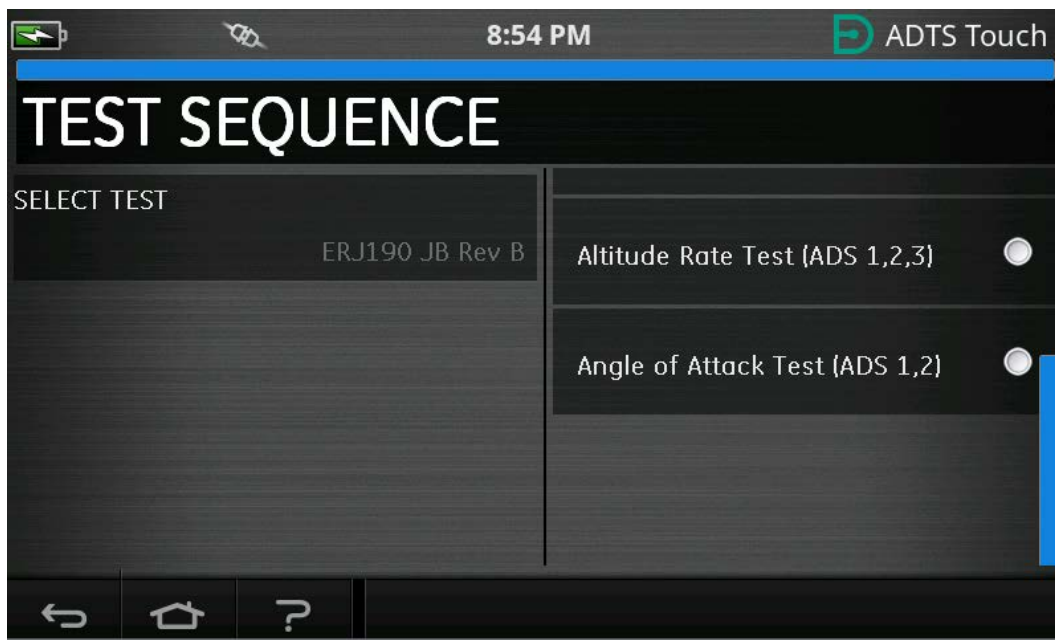 8:54 PM
ADTS Touch
TEST SEQUENCE
SELECT TEST
ERJ190 JB Rev B
Altitude Rate Test (ADS 1,2,3)
Angle of Attack Test (ADS 1,2)
?